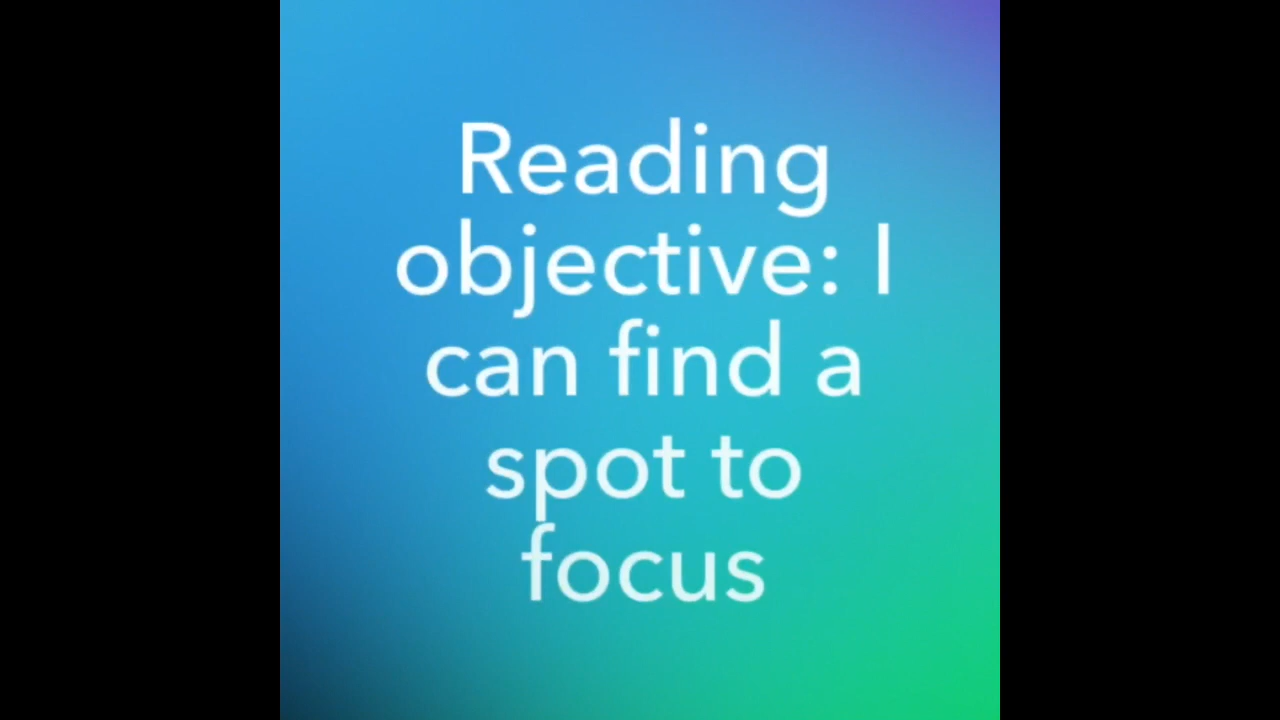 Reading
objective: I
can find a
spot to
focus